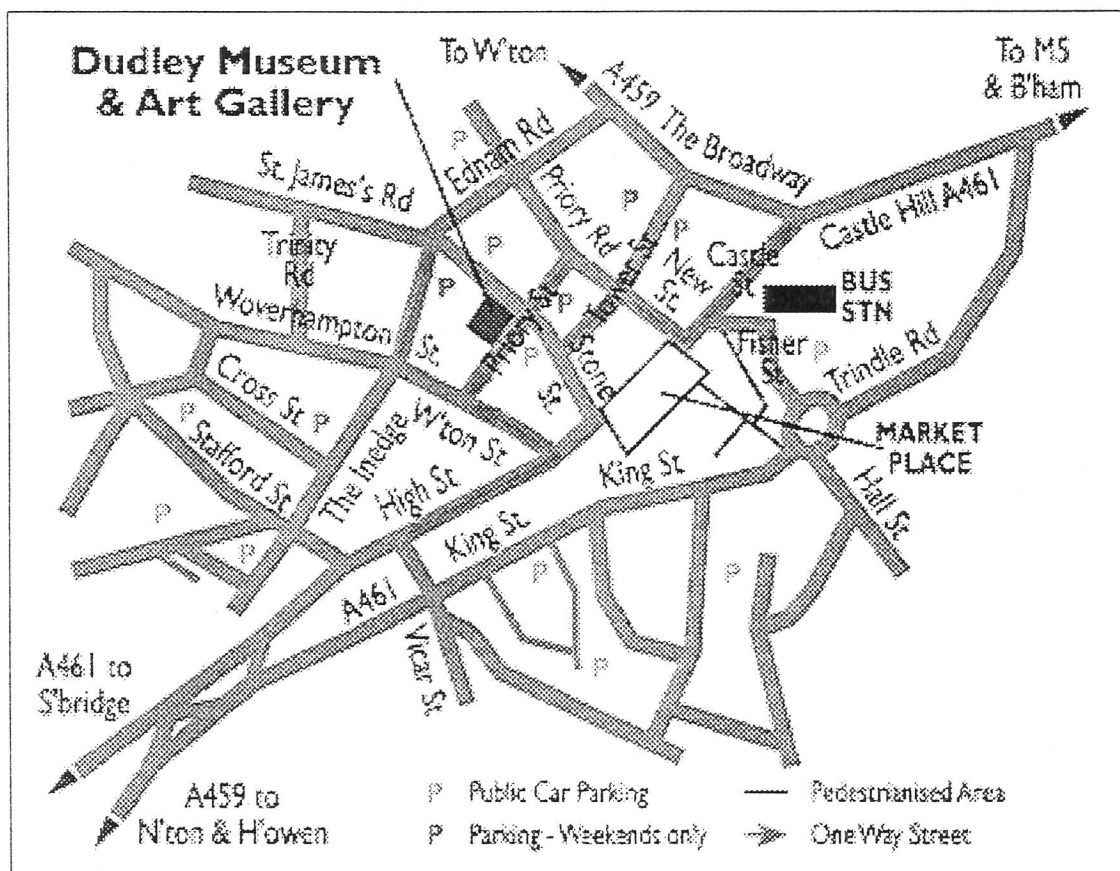 Dudley Museum
& Art Gallery
To W'ton
To M5
& B'ham
A459 The Broadway
Ednam Rd
St. James's Rd
Priory Rd
Castle Hill A461
Trinity
Rd
P
P
P
P
P
P
P
Tower St
New
St
Castle
St
BUS
STN
Woverhampton
St.
Priory St
Stone
St
Fisher
St
P
Trindle Rd
Cross St
P
P
Stafford St
The Inedge
W'ton St
High St
King St
MARKET
PLACE
Hall St
King St
P
P
P
P
P
A461
Vicar St
A461 to
S'bridge
A459 to
N'ton & H'owen
P Public Car Parking
P Parking - Weekends only
Pedestrianised Area
One Way Street